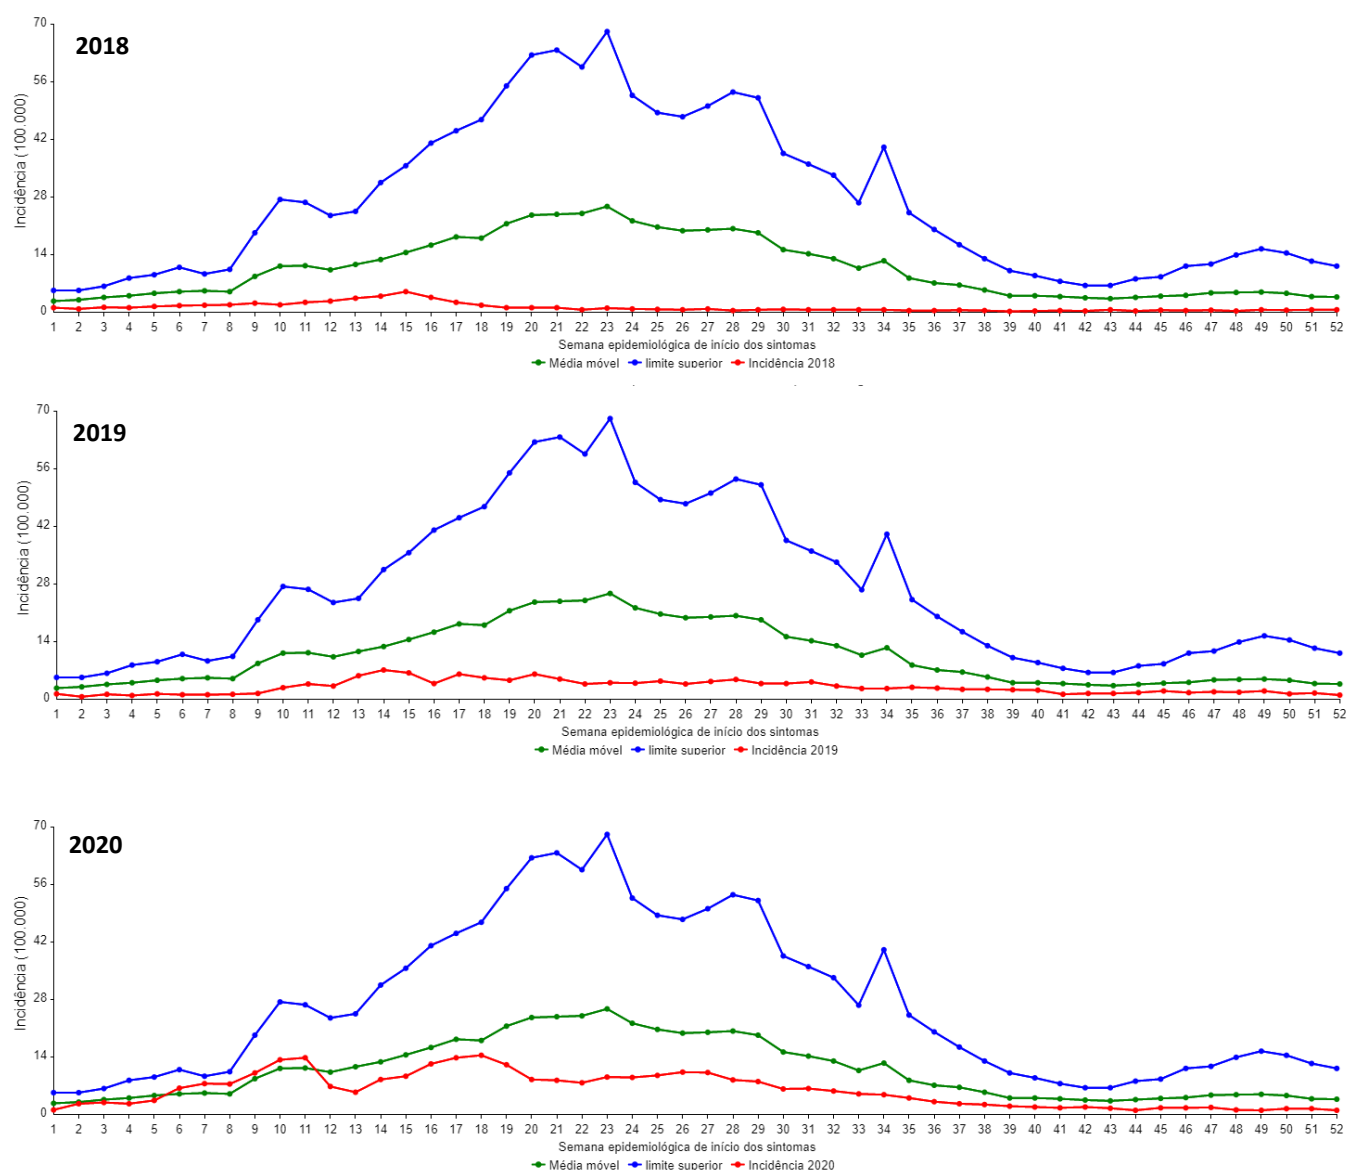 2018
Incidência (100.000)
70
56
42
28
14
0
1 2 3 4 5 6 7 8 9 10 11 12 13 14 15 16 17 18 19 20 21 22 23 24 25 26 27 28 29 30 31 32 33 34 35 36 37 38 39 40 41 42 43 44 45 46 47 48 49 50 51 52
Semana epidemiológica de início dos sintomas
Média móvel limite superior Incidência 2018
2019
Incidência (100.000)
70
56
42
28
14
0
1 2 3 4 5 6 7 8 9 10 11 12 13 14 15 16 17 18 19 20 21 22 23 24 25 26 27 28 29 30 31 32 33 34 35 36 37 38 39 40 41 42 43 44 45 46 47 48 49 50 51 52
Semana epidemiológica de início dos sintomas
Média móvel limite superior Incidência 2019
2020
Incidência (100.000)
70
56
42
28
14
0
1 2 3 4 5 6 7 8 9 10 11 12 13 14 15 16 17 18 19 20 21 22 23 24 25 26 27 28 29 30 31 32 33 34 35 36 37 38 39 40 41 42 43 44 45 46 47 48 49 50 51 52
Semana epidemiológica de início dos sintomas
Média móvel limite superior Incidência 2020